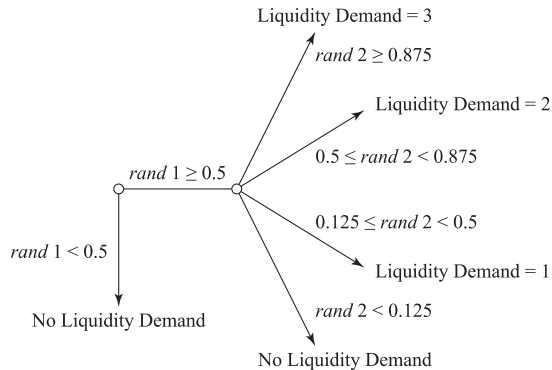 Liquidity Demand = 3
rand 2 ≥ 0.875
Liquidity Demand = 2
0.5 ≤ rand 2 < 0.875
rand 1 ≥ 0.5
0.125 ≤ rand 2 < 0.5
rand 1 < 0.5
Liquidity Demand = 1
rand 2 < 0.125
No Liquidity Demand
No Liquidity Demand